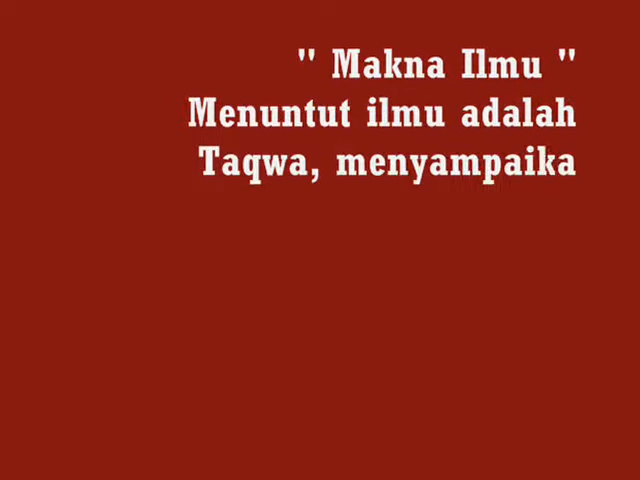 " Makna Ilmu "
Menuntut ilmu adalah
Taqwa, menyampaika